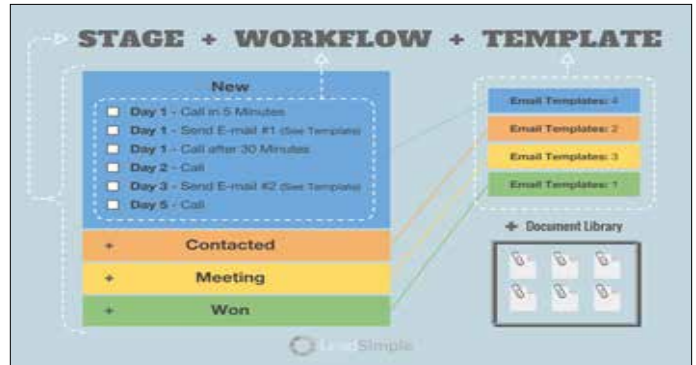 STAGE + WORKFLOW + TEMPLATE
New
Day 1 - Call in 5 Minutes
Day 1 - Send E-mail #1 (See Template)
Day 1 - Call after 30 Minutes
Day 2 - Call
Day 3 - Send E-mail #2 (See Template)
Day 5 - Call
+ Contacted
+ Meeting
+ Won
Email Templates: 4
Email Templates: 2
Email Templates: 3
Email Templates: 1
+ Document Library
LeadSimple